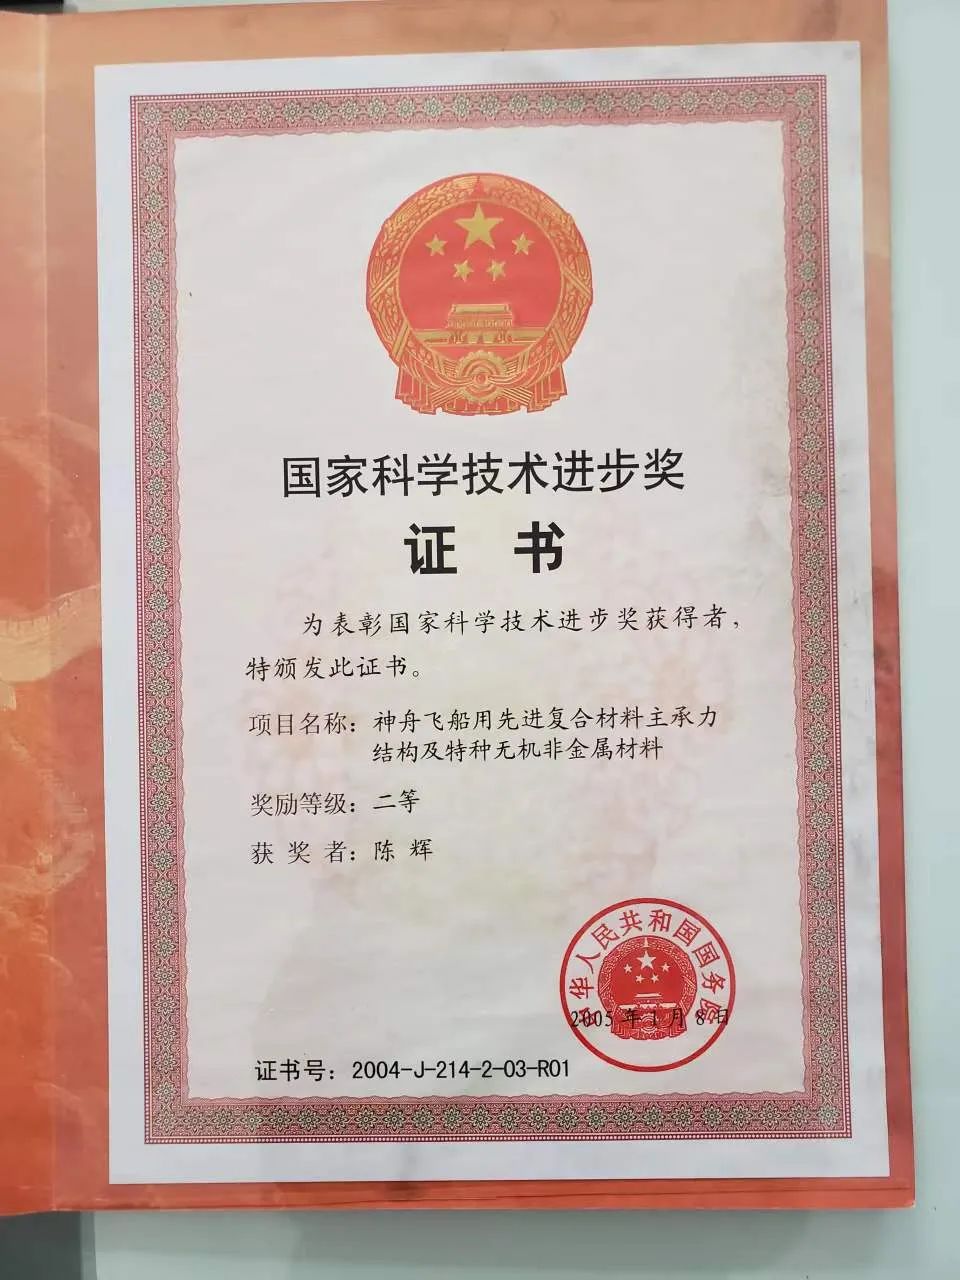 国家科学技术进步奖
证 书
为表彰国家科学技术进步奖获得者，
特颁发此证书。
项目名称：神舟飞船用先进复合材料主承力
结构及特种无机非金属材料
奖励等级：二等
获 奖 者：陈 辉
中华人民共和国国务院
2005 年 1 月 8 日
证书号：2004-J-214-2-03-R01